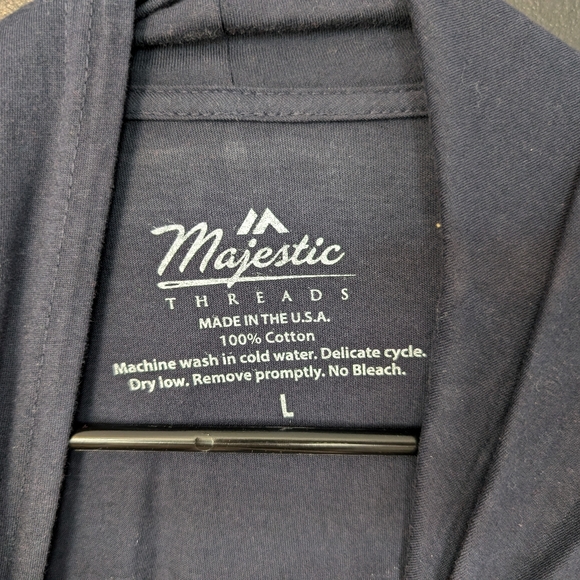 Majestic
THREADS
MADE IN THE U.S.A.
100% Cotton
Machine wash in cold water. Delicate cycle.
Dry low. Remove promptly. No Bleach.
L